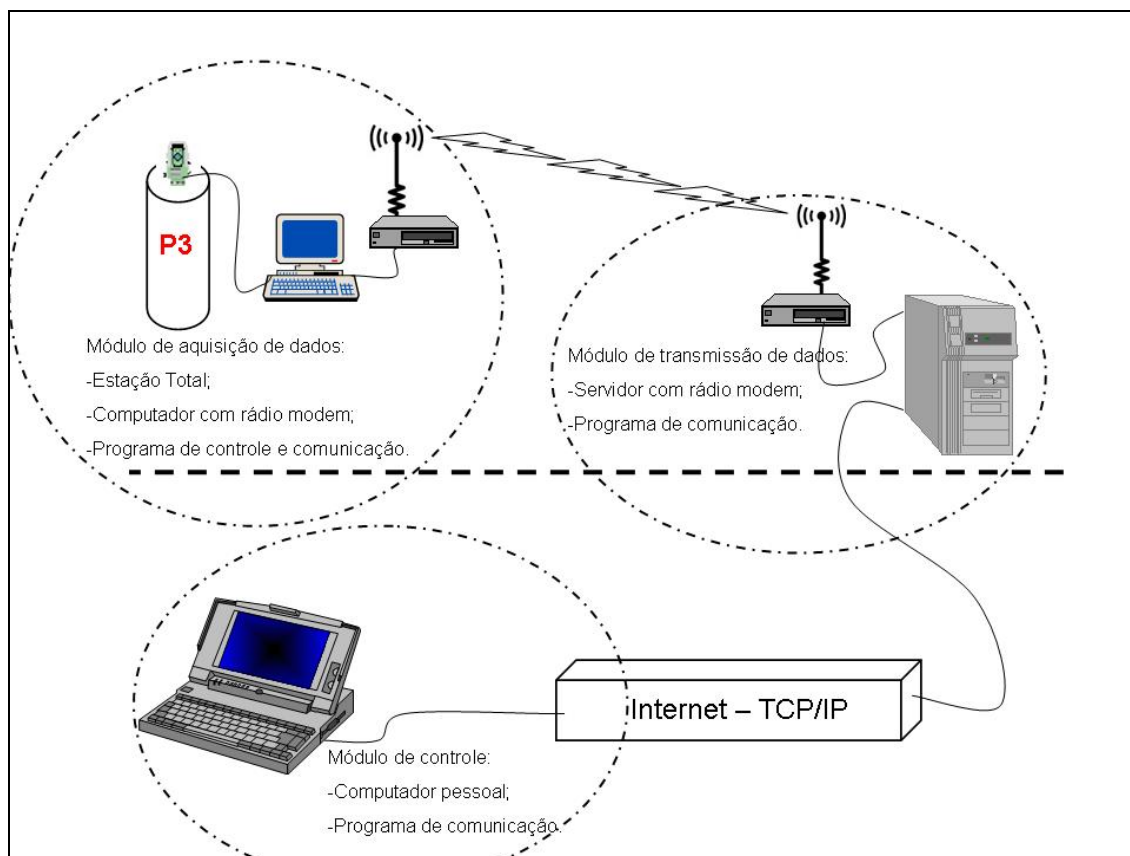 P3
Módulo de aquisição de dados:
-Estação Total;
-Computador com rádio modem;
-Programa de controle e comunicação.
Módulo de transmissão de dados:
-Servidor com rádio modem;
-Programa de comunicação.
Internet – TCP/IP
Módulo de controle:
-Computador pessoal;
-Programa de comunicação.